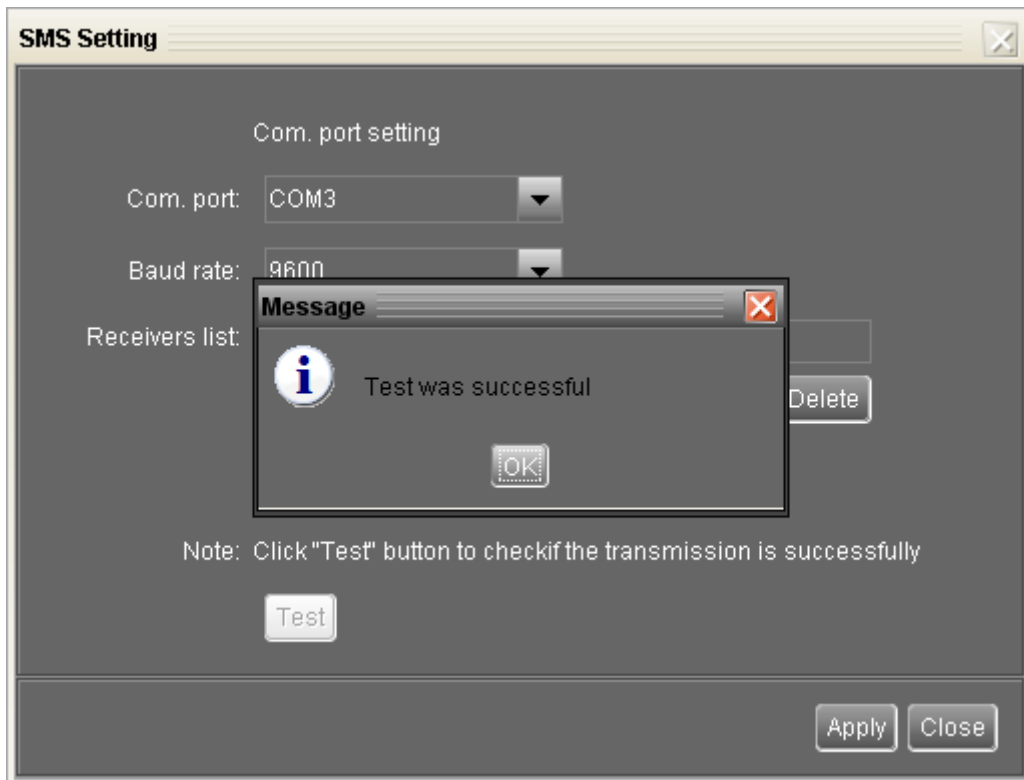 SMS Setting
Com. port setting
Com. port: COM3
Baud rate: 9600
Message
Receivers list:
Test was successful
Delete
OK
Note: Click "Test" button to checkif the transmission is successfully
Test
Apply Close